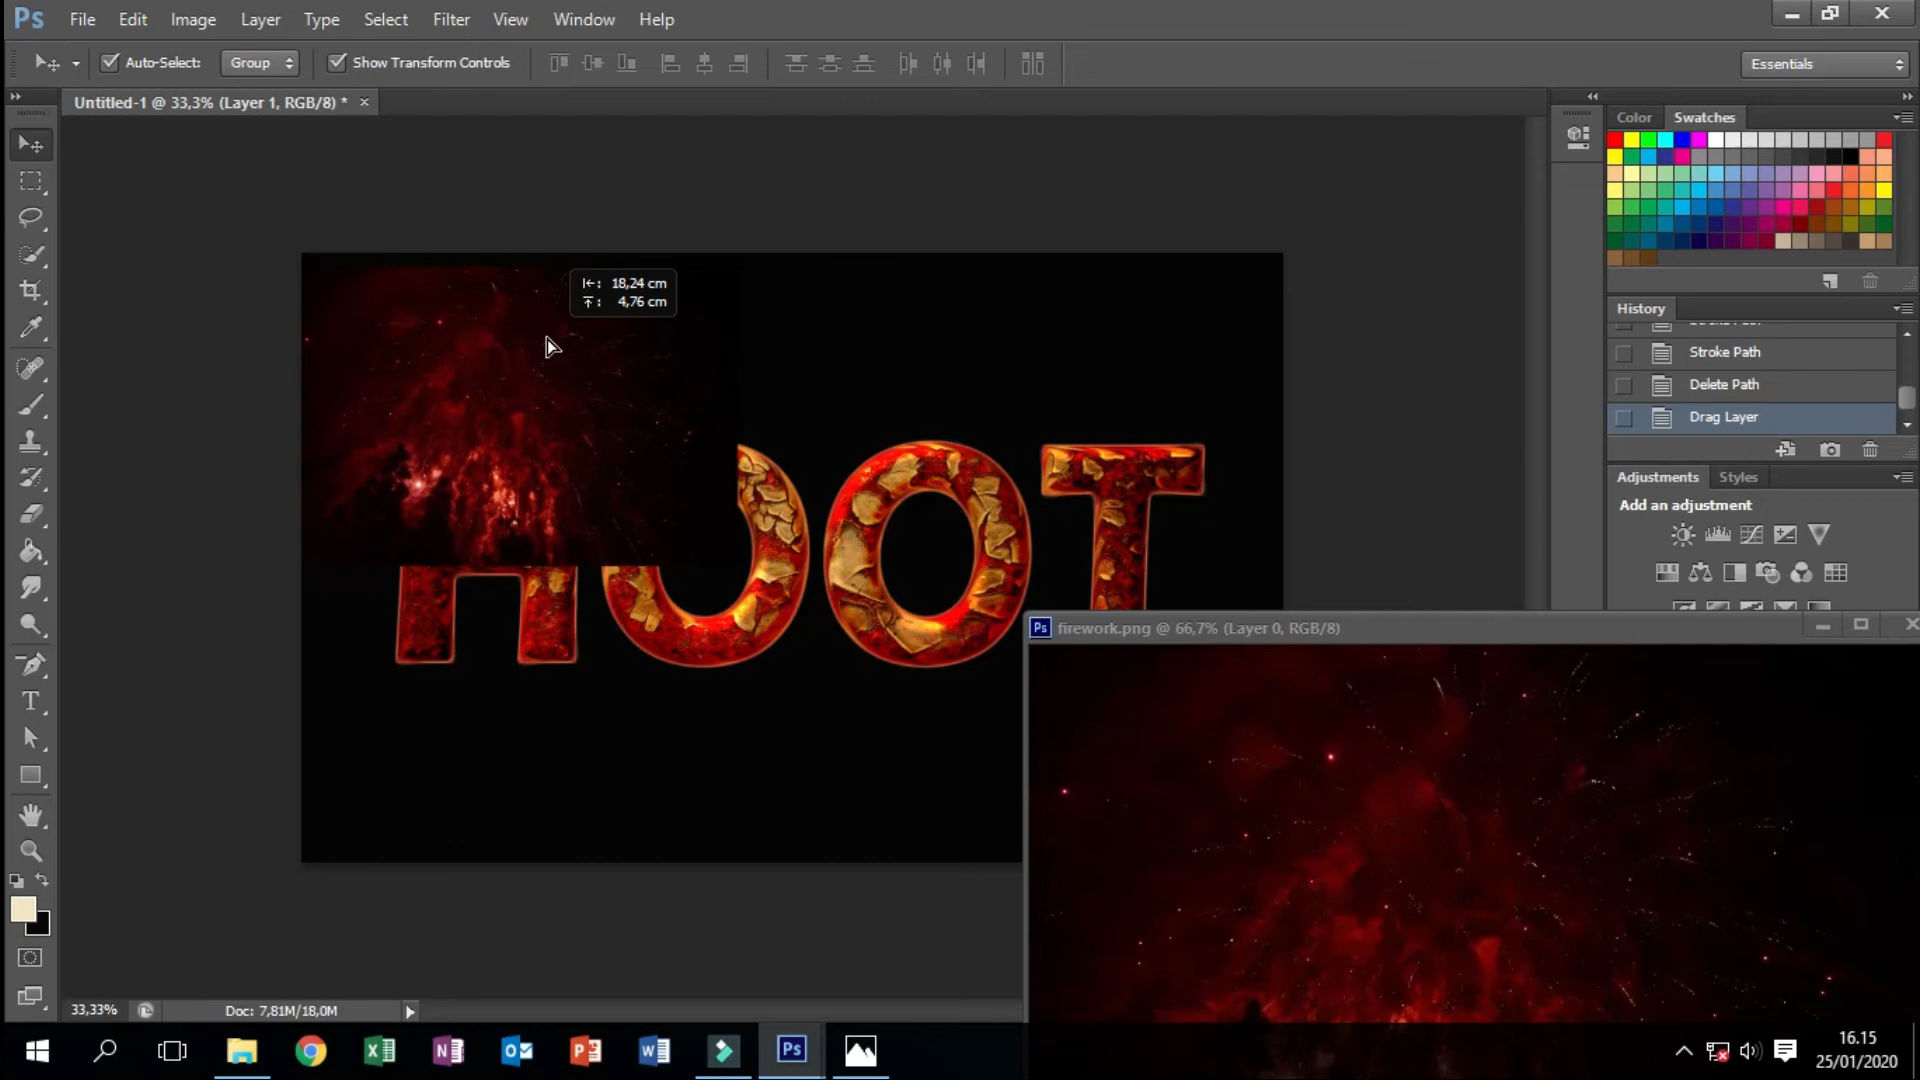 Ps File Edit Image Layer Type Select Filter View Window Help
Auto-Select: Group Show Transform Controls Essentials
Untitled-1 @ 33,3% (Layer 1, RGB/8) * ×
Color Swatches
18,24 cm
4,76 cm
History
Stroke Path
Delete Path
Drag Layer
Adjustments Styles
Add an adjustment
HOOT
Ps firework.png @ 66,7% (Layer 0, RGB/8)
33,33% Doc: 7,81M/18,0M
16.15
25/01/2020